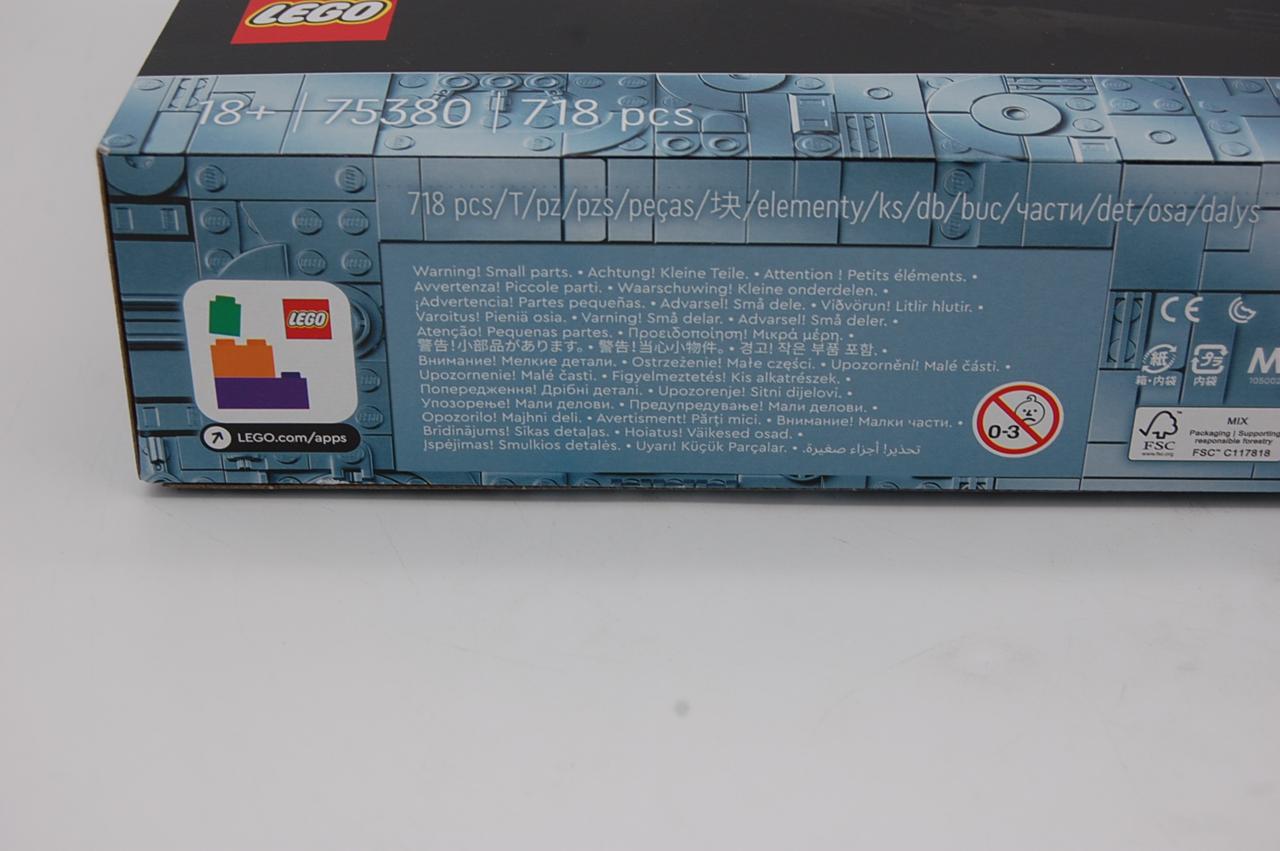 LEGO
18+ | 75380 | 718 pcs
718 pcs/T/pz/pzs/peças/块/elementy/ks/db/buc/части/det/osa/dalys
Warning! Small parts. • Achtung! Kleine Teile. • Attention ! Petits éléments. •
Avvertenza! Piccole parti. • Waarschuwing! Kleine onderdelen. •
¡Advertencia! Partes pequeñas. • Advarsel! Små dele. • Viðvörun! Litlir hlutir. •
Varoitus! Pieniä osia. • Varning! Små delar. • Advarsel! Små deler. •
Atenção! Pequenas partes. • Προειδοποίηση! Μικρά μέρη. •
警告!小部品があります。• 警告!当心小物件。• 경고! 작은 부품 포함. •
Внимание! Мелкие детали. • Ostrzeżenie! Małe części. • Upozornění! Malé části. •
Upozornenie! Malé časti. • Figyelmeztetés! Kis alkatrészek. •
Попередження! Дрібні деталі. • Upozorenje! Sitni dijelovi. •
Упозорење! Мали делови. • Предупредување! Мали делови. •
Opozorilo! Majhni deli. • Avertisment! Părți mici. • Внимание! Малки части. •
Brīdinājums! Sīkas detaļas. • Hoiatus! Väikesed osad. •
Įspėjimas! Smulkios detalės. • Uyarı! Küçük Parçalar. • تحذير! أجزاء صغيرة. •
LEGO
LEGO.com/apps
0-3
CE
紙
プラ
箱・内袋
内袋
FSC™
www.fsc.org
MIX
Packaging | Supporting
responsible forestry
FSC™ C117818